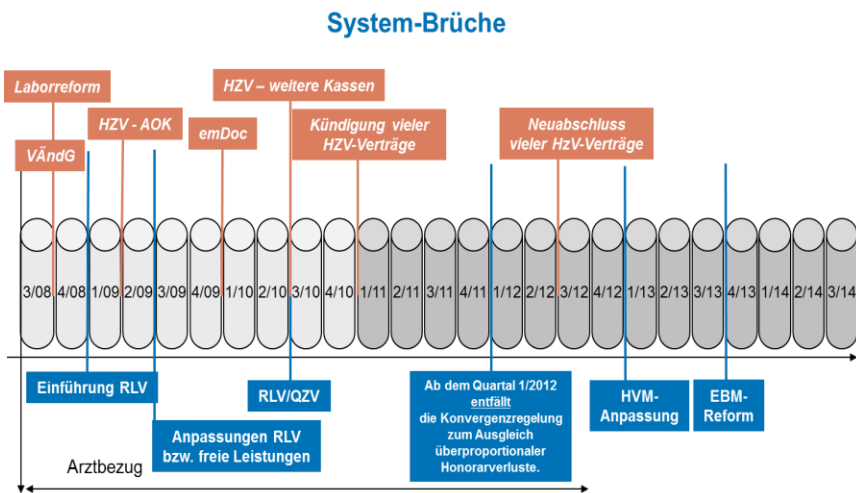 System-Brüche
Laborreform
HZV – weitere Kassen
HZV - AOK
emDoc
Kündigung vieler
HZV-Verträge
Neuabschluss
vieler HzV-Verträge
VÄndG
3/08 4/08 1/09 2/09 3/09 4/09 1/10 2/10 3/10 4/10 1/11 2/11 3/11 4/11 1/12 2/12 3/12 4/12 1/13 2/13 3/13 4/13 1/14 2/14 3/14
Einführung RLV
Anpassungen RLV
bzw. freie Leistungen
RLV/QZV
Ab dem Quartal 1/2012
entfällt
die Konvergenzregelung
zum Ausgleich
überproportionaler
Honorarverluste.
HVM-
Anpassung
EBM-
Reform
Arztbezug